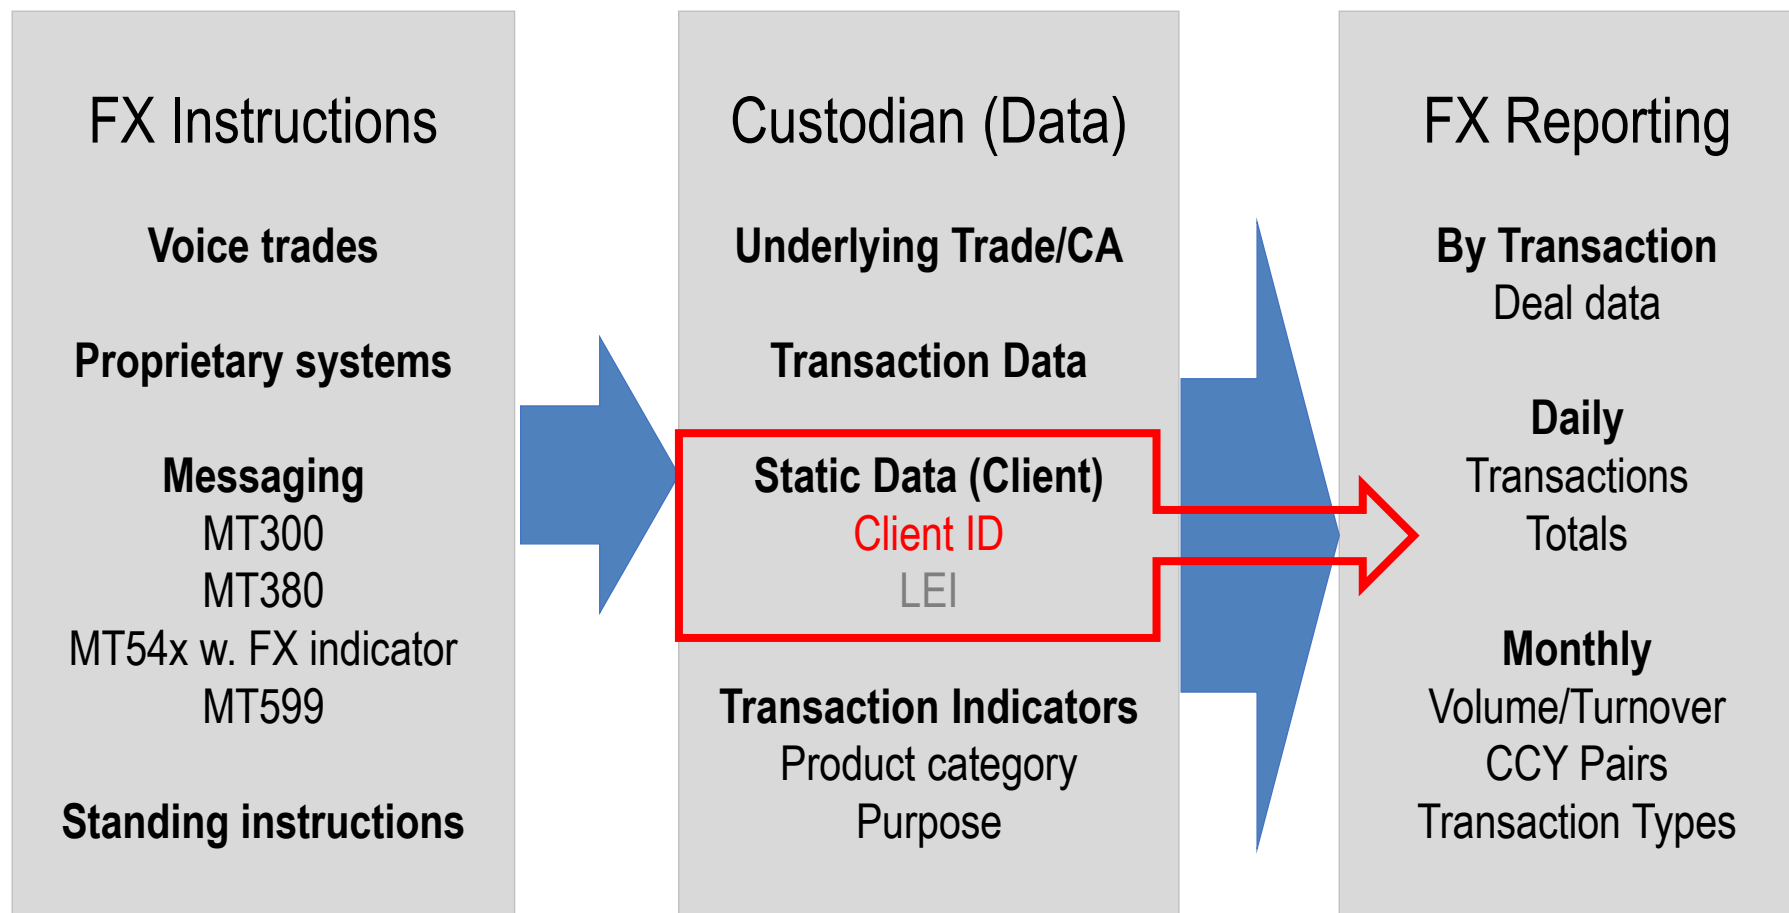 FX Instructions
Voice trades
Proprietary systems
Messaging
MT300
MT380
MT54x w. FX indicator
MT599
Standing instructions
Custodian (Data)
Underlying Trade/CA
Transaction Data
Static Data (Client)
Client ID
LEI
Transaction Indicators
Product category
Purpose
FX Reporting
By Transaction
Deal data
Daily
Transactions
Totals
Monthly
Volume/Turnover
CCY Pairs
Transaction Types